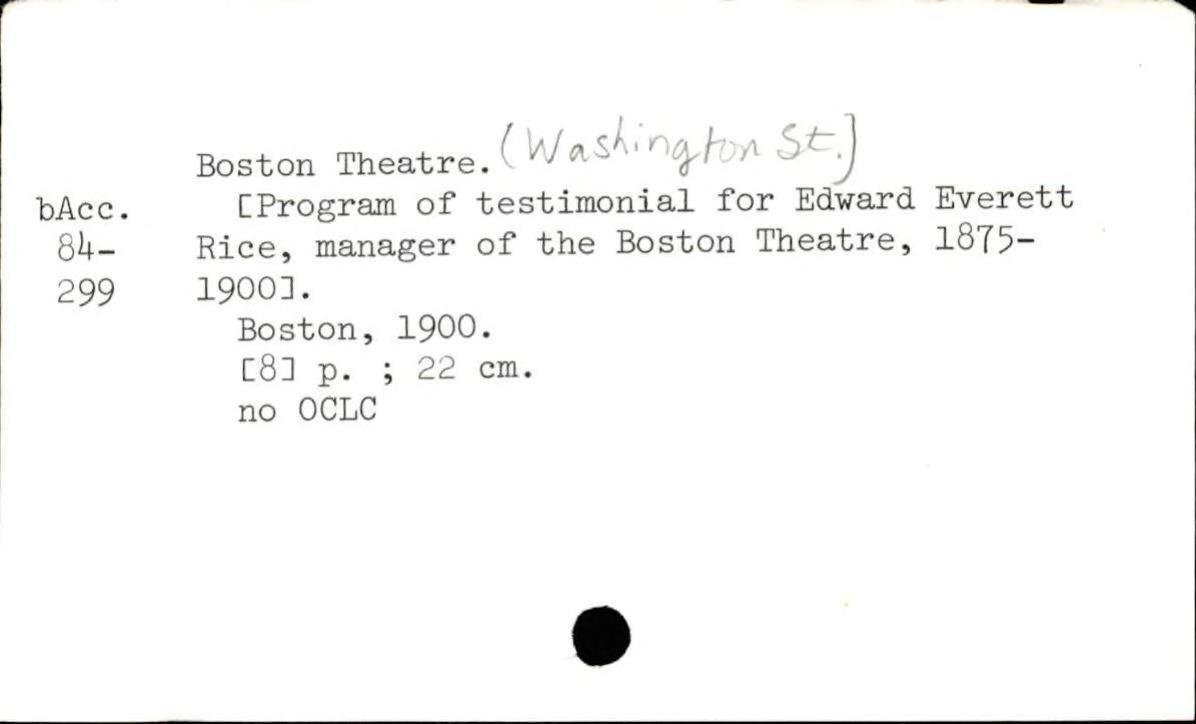 Boston Theatre. (Washington St.]
bAcc. [Program of testimonial for Edward Everett
84- Rice, manager of the Boston Theatre, 1875-
299 1900].
Boston, 1900.
[8] p. ; 22 cm.
no OCLC